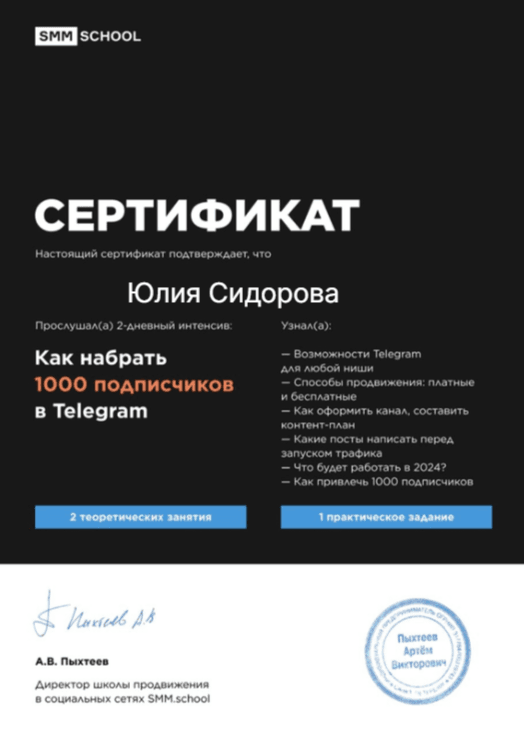 SMM SCHOOL
СЕРТИФИКАТ
Настоящий сертификат подтверждает, что
Юлия Сидорова
Прослушал(а) 2-дневный интенсив:
Как набрать
1000 подписчиков
в Telegram
2 теоретических занятия
Узнал(а):
— Возможности Telegram
для любой ниши
— Способы продвижения: платные
и бесплатные
— Как оформить канал, составить
контент-план
— Какие посты написать перед
запуском трафика
— Что будет работать в 2024?
— Как привлечь 1000 подписчиков
1 практическое задание
Пыхтеев А.В
А.В. Пыхтеев
Директор школы продвижения
в социальных сетях SMM.school
Пыхтеев
Артём
Викторович